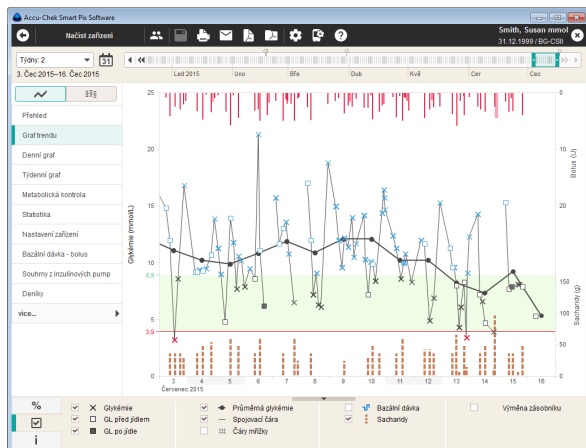 Accu-Chek Smart Pix Software
Načíst zařízení
Smith, Susan mmol
31.12.1999 / BG-CSII
Týdny: 2
31
3. Čec 2015–16. Čec 2015
Led 2015 Úno Bře Dub Kvě Čer Čec
Přehled
Graf trendu
Denní graf
Týdenní graf
Metabolická kontrola
Statistika
Nastavení zařízení
Bazální dávka - bolus
Souhrny z inzulínových pump
Deníky
více...
Glykémie (mmol/L)
25
20
15
10
8,9
5
3,9
0
10
20
Bolus (U)
150
100
50
0
Sacharidy (g)
3 4 5 6 7 8 9 10 11 12 13 14 15 16
Červenec 2015
%
i
Glykémie
GL před jídlem
GL po jídle
Průměrná glykémie
Spojovací čára
Čáry mřížky
Bazální dávka
Sacharidy
Výměna zásobníku